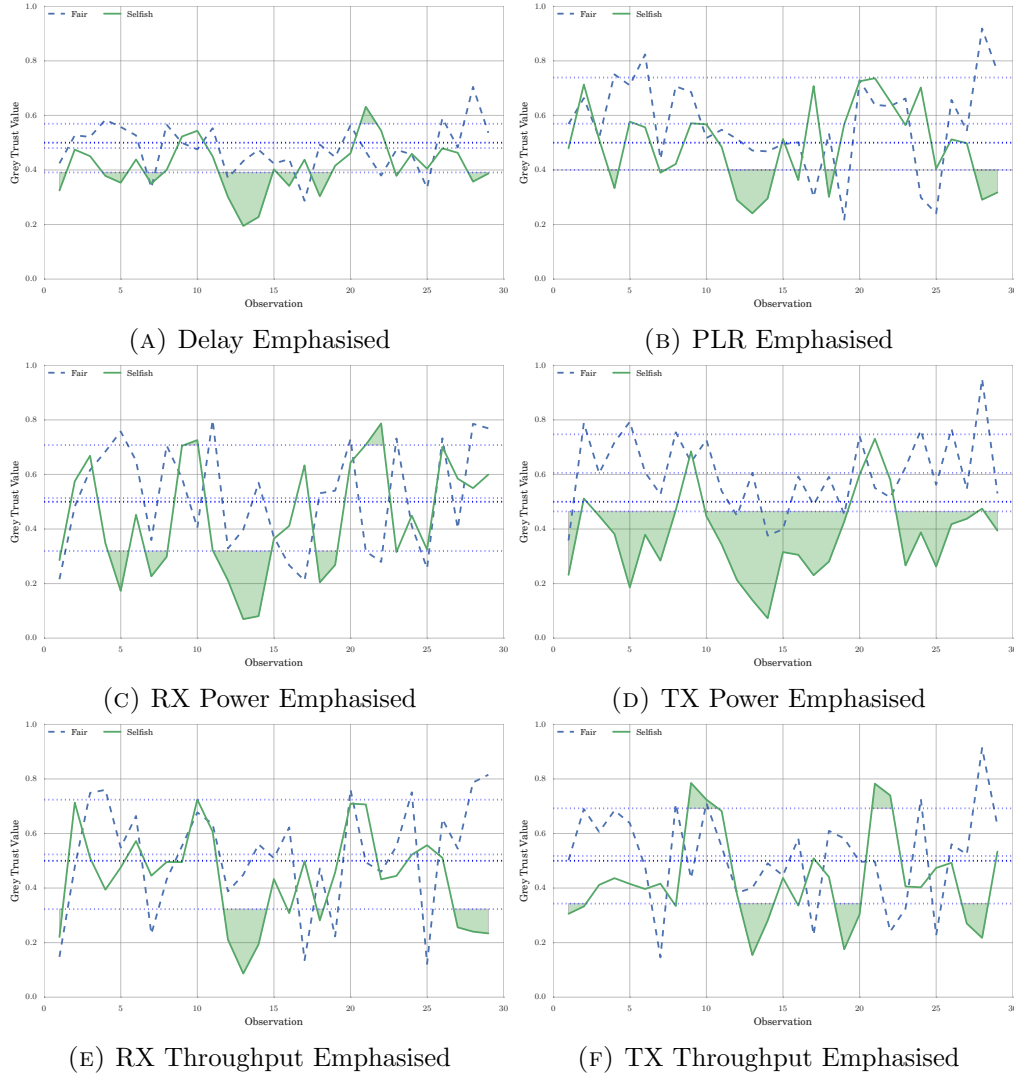 Fair Selfish
1.0
0.8
0.6
0.4
0.2
0.0
Grey Trust Value
0 5 10 15 20 25 30
Observation
(A) Delay Emphasised
Fair Selfish
1.0
0.8
0.6
0.4
0.2
0.0
Grey Trust Value
0 5 10 15 20 25 30
Observation
(B) PLR Emphasised
Fair Selfish
1.0
0.8
0.6
0.4
0.2
0.0
Grey Trust Value
0 5 10 15 20 25 30
Observation
(C) RX Power Emphasised
Fair Selfish
1.0
0.8
0.6
0.4
0.2
0.0
Grey Trust Value
0 5 10 15 20 25 30
Observation
(D) TX Power Emphasised
Fair Selfish
1.0
0.8
0.6
0.4
0.2
0.0
Grey Trust Value
0 5 10 15 20 25 30
Observation
(E) RX Throughput Emphasised
Fair Selfish
1.0
0.8
0.6
0.4
0.2
0.0
Grey Trust Value
0 5 10 15 20 25 30
Observation
(F) TX Throughput Emphasised